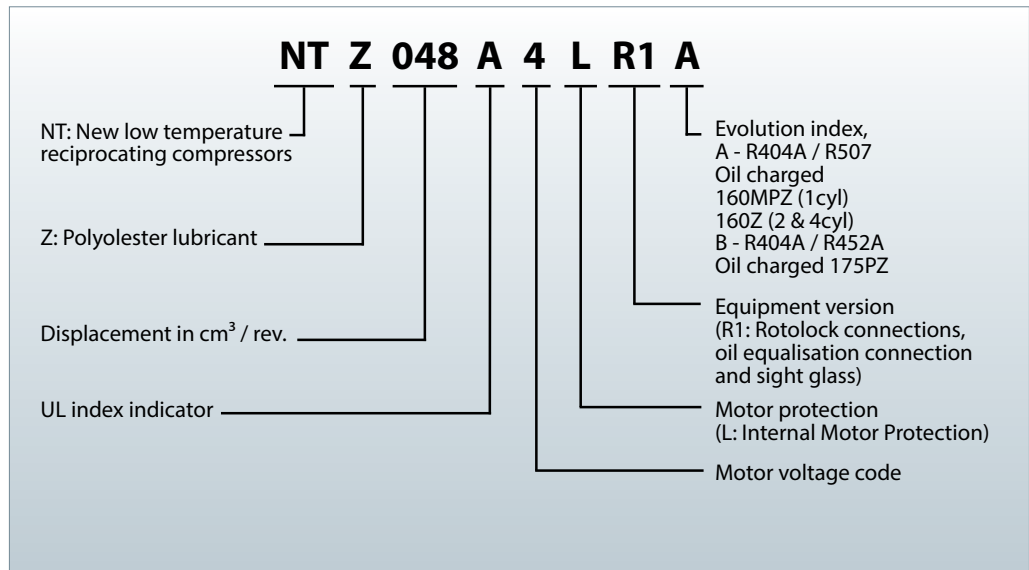 NT Z 048 A 4 L R1 A
NT: New low temperature
reciprocating compressors
Z: Polyolester lubricant
Displacement in cm³ / rev.
UL index indicator
Evolution index,
A - R404A / R507
Oil charged
160MPZ (1cyl)
160Z (2 & 4cyl)
B - R404A / R452A
Oil charged 175PZ
Equipment version
(R1: Rotolock connections,
oil equalisation connection
and sight glass)
Motor protection
(L: Internal Motor Protection)
Motor voltage code